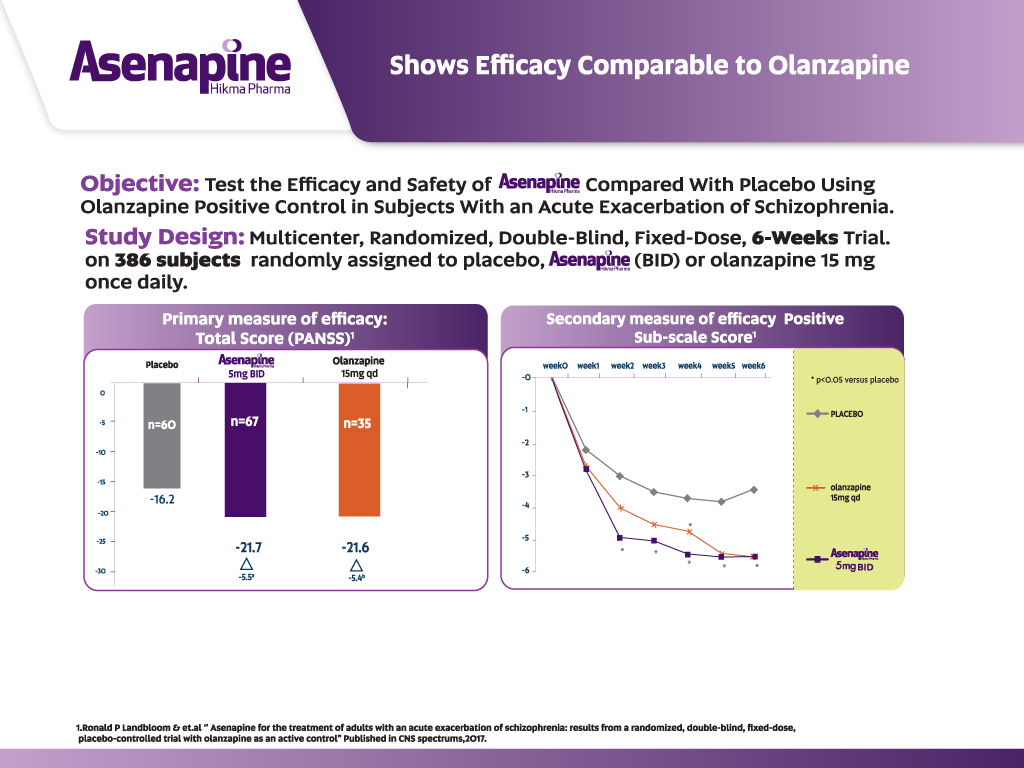 Asenapine
Hikma Pharma
Shows Efficacy Comparable to Olanzapine
Objective: Test the Efficacy and Safety of Asenapine Hikma Pharma Compared With Placebo Using
Olanzapine Positive Control in Subjects With an Acute Exacerbation of Schizophrenia.
Study Design: Multicenter, Randomized, Double-Blind, Fixed-Dose, 6-Weeks Trial.
on 386 subjects randomly assigned to placebo, Asenapine Hikma Pharma (BID) or olanzapine 15 mg
once daily.
Primary measure of efficacy:
Total Score (PANSS)¹
Placebo
Asenapine
5mg BID
Olanzapine
15mg qd
0
-5
-10
-15
-20
-25
-30
n=60
n=67
n=35
-16.2
-21.7
-21.6
△
△
-5.5ª
-5.4ᵇ
Secondary measure of efficacy Positive
Sub-scale Score¹
week0 week1 week2 week3 week4 week5 week6
-0
-1
-2
-3
-4
-5
-6
* * * * * *
* p<0.05 versus placebo
PLACEBO
olanzapine
15mg qd
Asenapine
5mg BID
1.Ronald P Landbloom & et.al “ Asenapine for the treatment of adults with an acute exacerbation of schizophrenia: results from a randomized, double-blind, fixed-dose,
placebo-controlled trial with olanzapine as an active control” Published in CNS spectrums,2017.